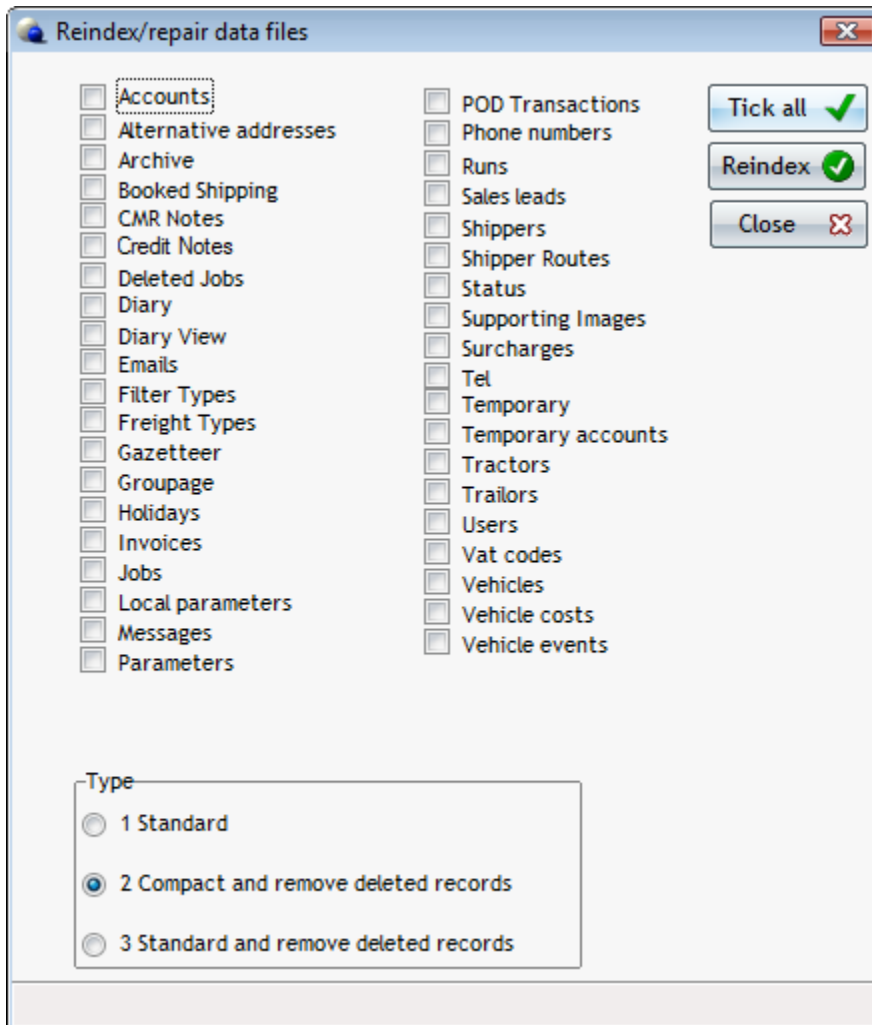 Reindex/repair data files
Accounts
Alternative addresses
Archive
Booked Shipping
CMR Notes
Credit Notes
Deleted Jobs
Diary
Diary View
Emails
Filter Types
Freight Types
Gazetteer
Groupage
Holidays
Invoices
Jobs
Local parameters
Messages
Parameters
POD Transactions
Phone numbers
Runs
Sales leads
Shippers
Shipper Routes
Status
Supporting Images
Surcharges
Tel
Temporary
Temporary accounts
Tractors
Trailors
Users
Vat codes
Vehicles
Vehicle costs
Vehicle events
Tick all
Reindex
Close
Type
1 Standard
2 Compact and remove deleted records
3 Standard and remove deleted records